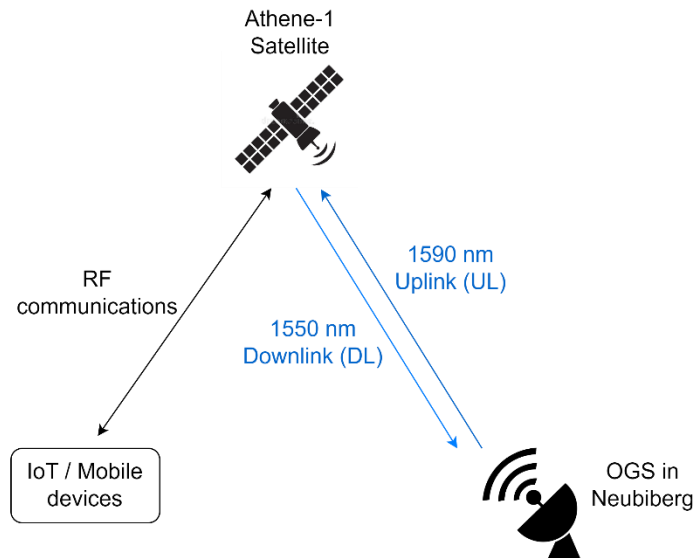 Athene-1
Satellite
1590 nm
Uplink (UL)
RF
communications
1550 nm
Downlink (DL)
IoT / Mobile
devices
OGS in
Neubiberg